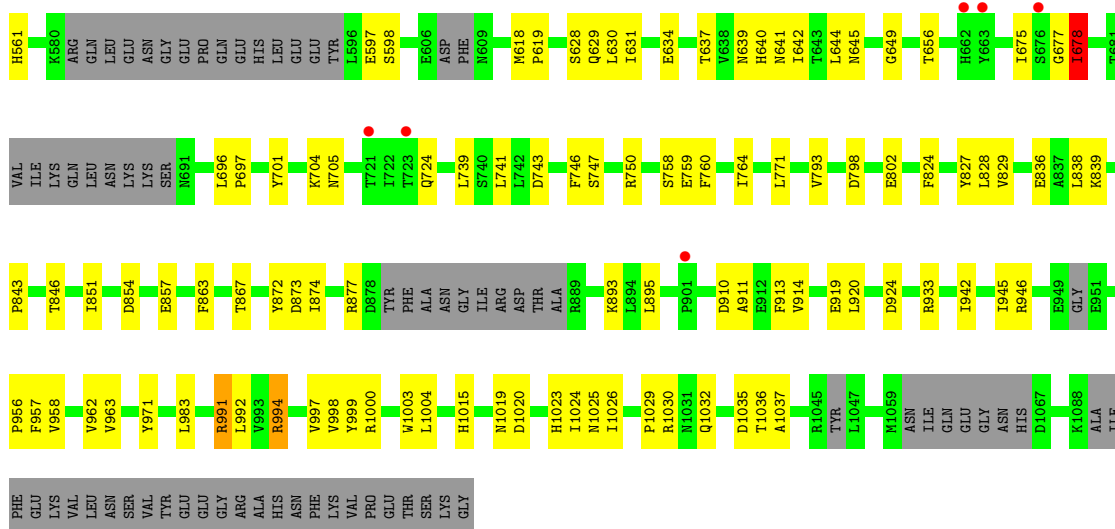 H561 K580 ARG GLN LEU GLU ASN GLY GLU PRO GLN GLU HIS LEU GLU GLU TYR L596 E597 S598 E606 ASP PHE N609 M618 P619 S628 Q629 L630 I631 E634 T637 V638 N639 H640 N641 I642 T643 L644 N645 G649 T656 H662 Y663 I675 S676 G677 I678 T681
VAL ILE LYS GLN LEU ASN LYS LYS SER N691 L696 P697 Y701 K704 N705 T721 I722 T723 Q724 L739 S740 L741 L742 D743 F746 S747 R750 S758 E759 F760 I764 L771 V793 D798 E802 F824 Y827 L828 V829 E836 A837 L838 K839
P843 T846 I851 D854 E857 F863 T867 Y872 D873 I874 R877 D878 TYR PHE ALA ASN GLY ILE ARG ASP THR ALA R889 K893 L894 L895 P901 D910 A911 E912 F913 V914 E919 L920 D924 R933 I942 I945 R946 E949 GLY E951
P956 F957 V958 V962 V963 Y971 L983 R991 L992 V993 R994 V997 V998 Y999 R1000 W1003 L1004 H1015 N1019 D1020 H1023 I1024 N1025 I1026 P1029 R1030 N1031 Q1032 D1035 T1036 A1037 R1045 TYR L1047 M1059 ASN ILE GLN GLU GLY ASN HIS D1067 K1088 ALA ILE
PHE GLU LYS VAL LEU ASN SER VAL TYR GLU GLU GLY ARG ALA HIS ASN PHE LYS VAL PRO GLU THR SER LYS GLY